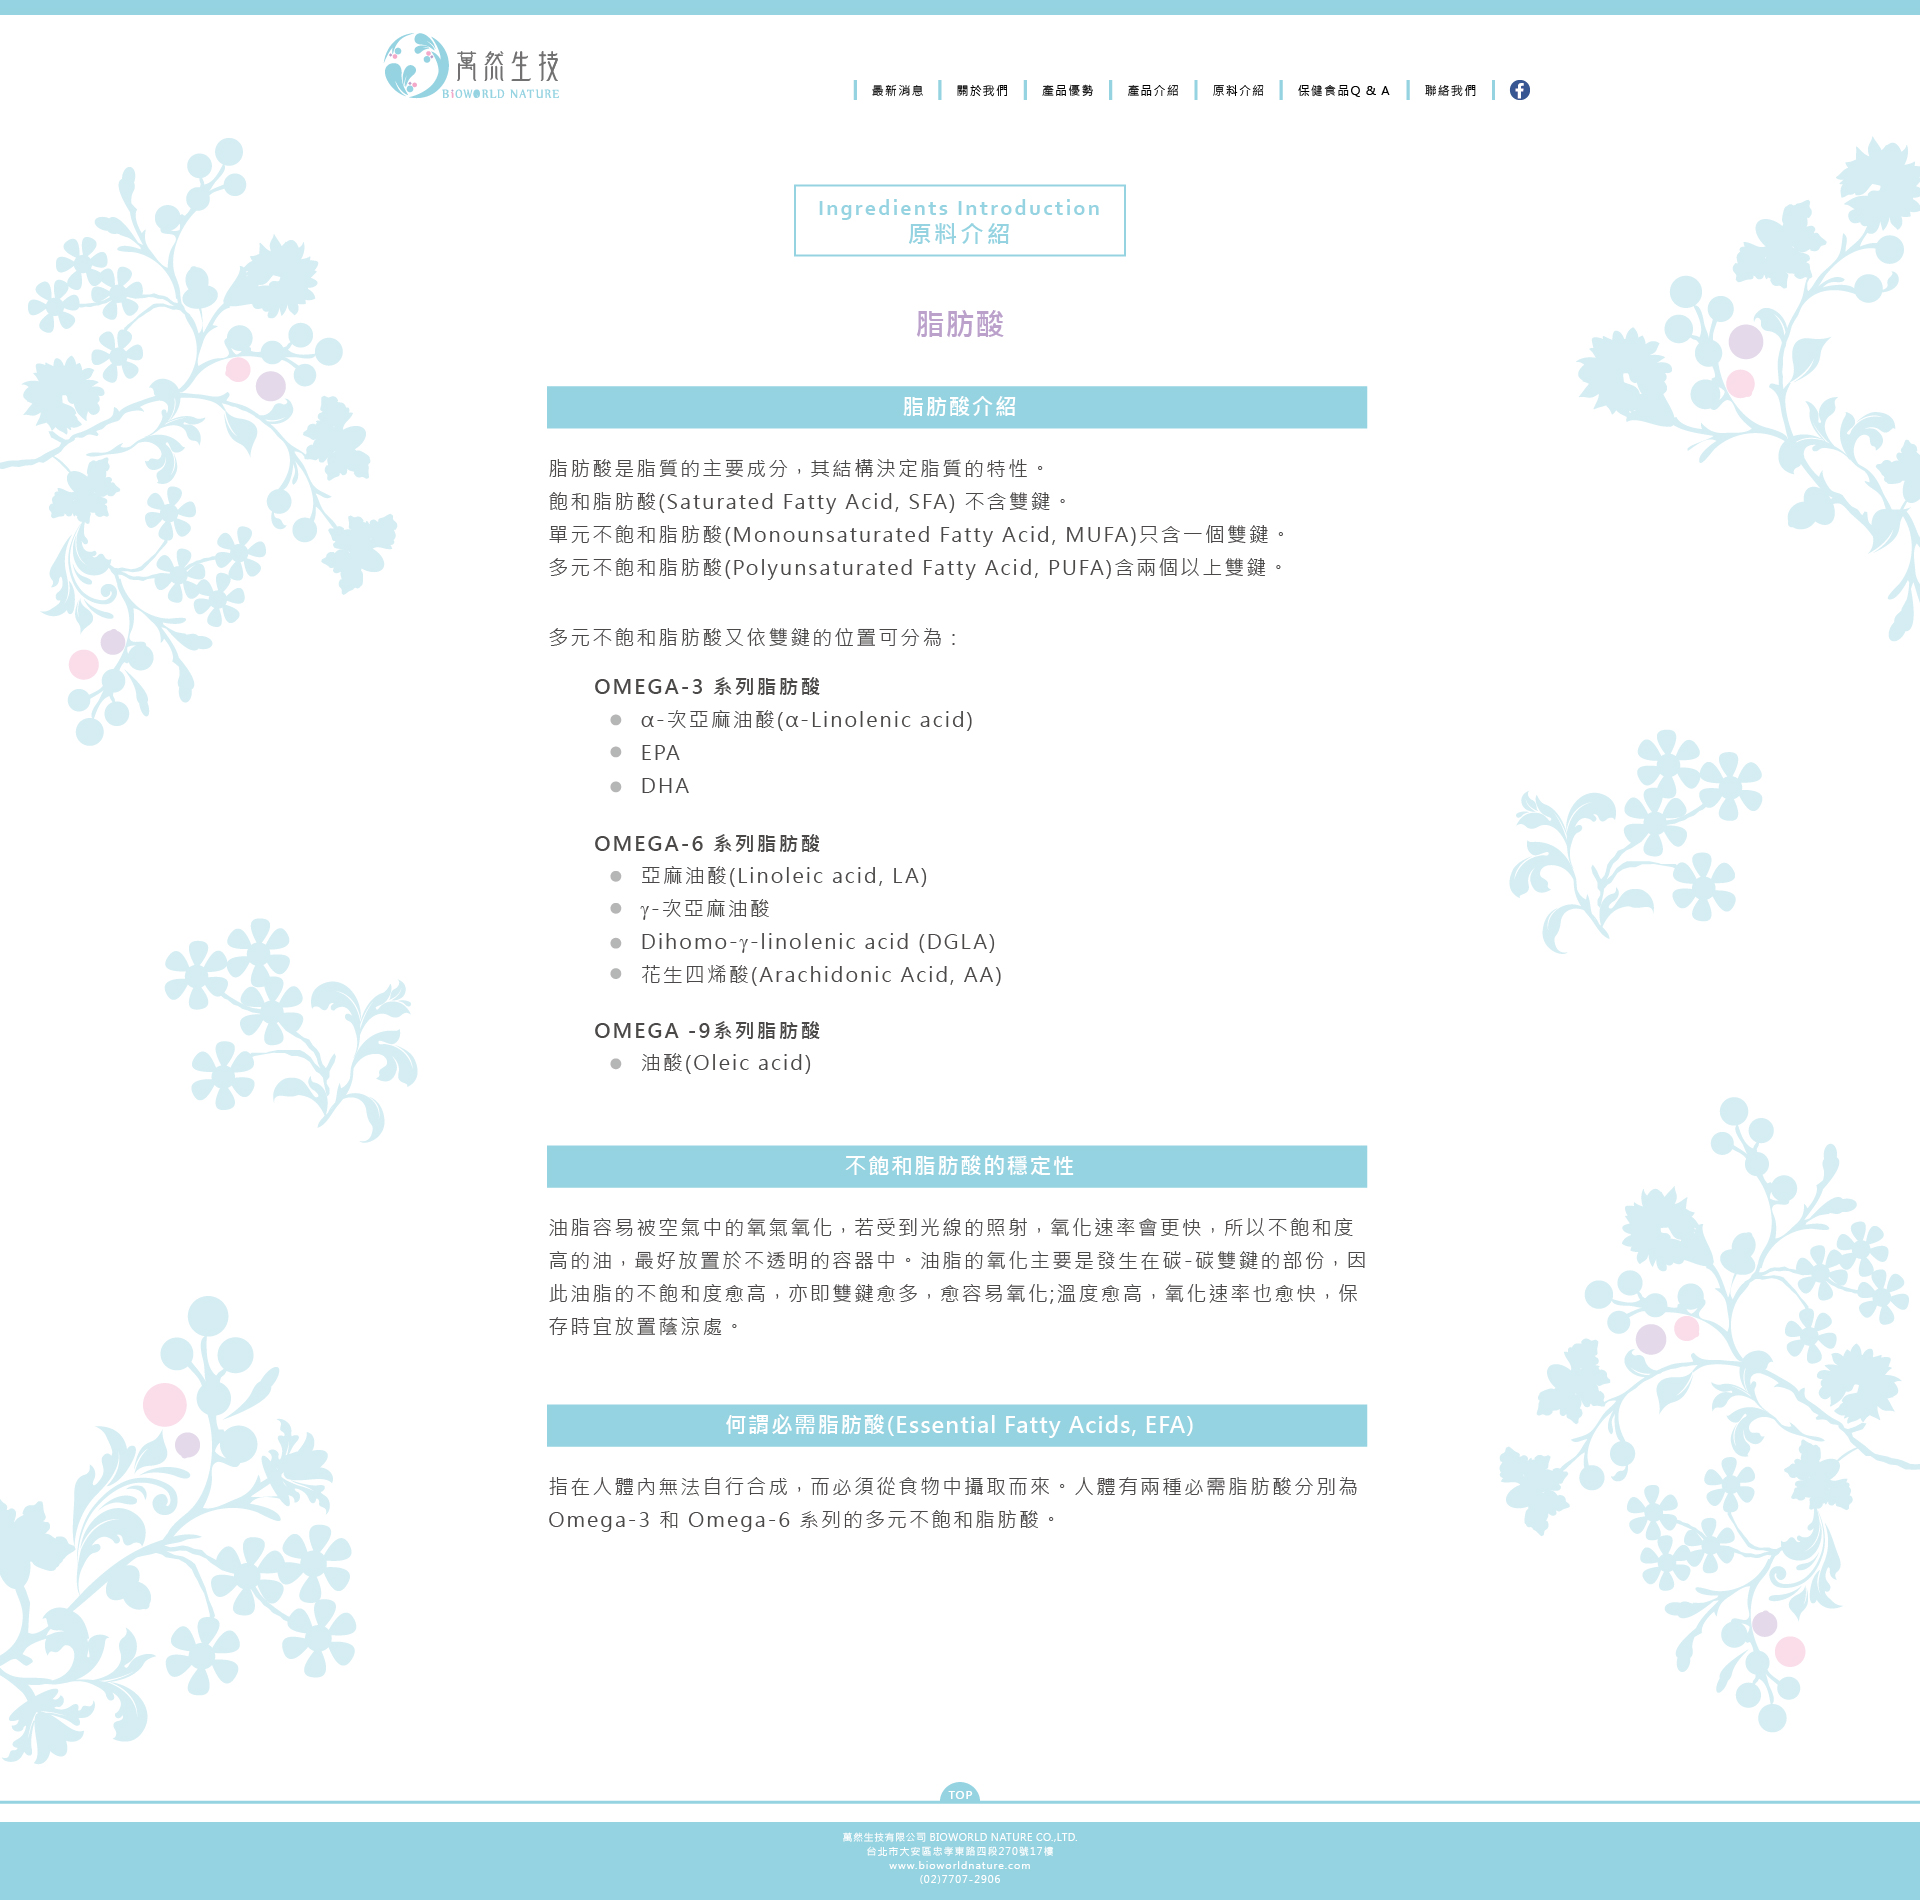 萬然生技
BIOWORLD NATURE
最新消息 關於我們 產品優勢 產品介紹 原料介紹 保健食品Q & A 聯絡我們
Ingredients Introduction
原料介紹
脂肪酸
脂肪酸介紹
脂肪酸是脂質的主要成分，其結構決定脂質的特性。
飽和脂肪酸(Saturated Fatty Acid, SFA) 不含雙鍵。
單元不飽和脂肪酸(Monounsaturated Fatty Acid, MUFA)只含一個雙鍵。
多元不飽和脂肪酸(Polyunsaturated Fatty Acid, PUFA)含兩個以上雙鍵。
多元不飽和脂肪酸又依雙鍵的位置可分為：
OMEGA-3 系列脂肪酸
● α-次亞麻油酸(α-Linolenic acid)
● EPA
● DHA
OMEGA-6 系列脂肪酸
● 亞麻油酸(Linoleic acid, LA)
● γ-次亞麻油酸
● Dihomo-γ-linolenic acid (DGLA)
● 花生四烯酸(Arachidonic Acid, AA)
OMEGA -9系列脂肪酸
● 油酸(Oleic acid)
不飽和脂肪酸的穩定性
油脂容易被空氣中的氧氣氧化，若受到光線的照射，氧化速率會更快，所以不飽和度
高的油，最好放置於不透明的容器中。油脂的氧化主要是發生在碳-碳雙鍵的部份，因
此油脂的不飽和度愈高，亦即雙鍵愈多，愈容易氧化;溫度愈高，氧化速率也愈快，保
存時宜放置蔭涼處。
何謂必需脂肪酸(Essential Fatty Acids, EFA)
指在人體內無法自行合成，而必須從食物中攝取而來。人體有兩種必需脂肪酸分別為
Omega-3 和 Omega-6 系列的多元不飽和脂肪酸。
TOP
萬然生技有限公司 BIOWORLD NATURE CO.,LTD.
台北市大安區忠孝東路四段270號17樓
www.bioworldnature.com
(02)7707-2906